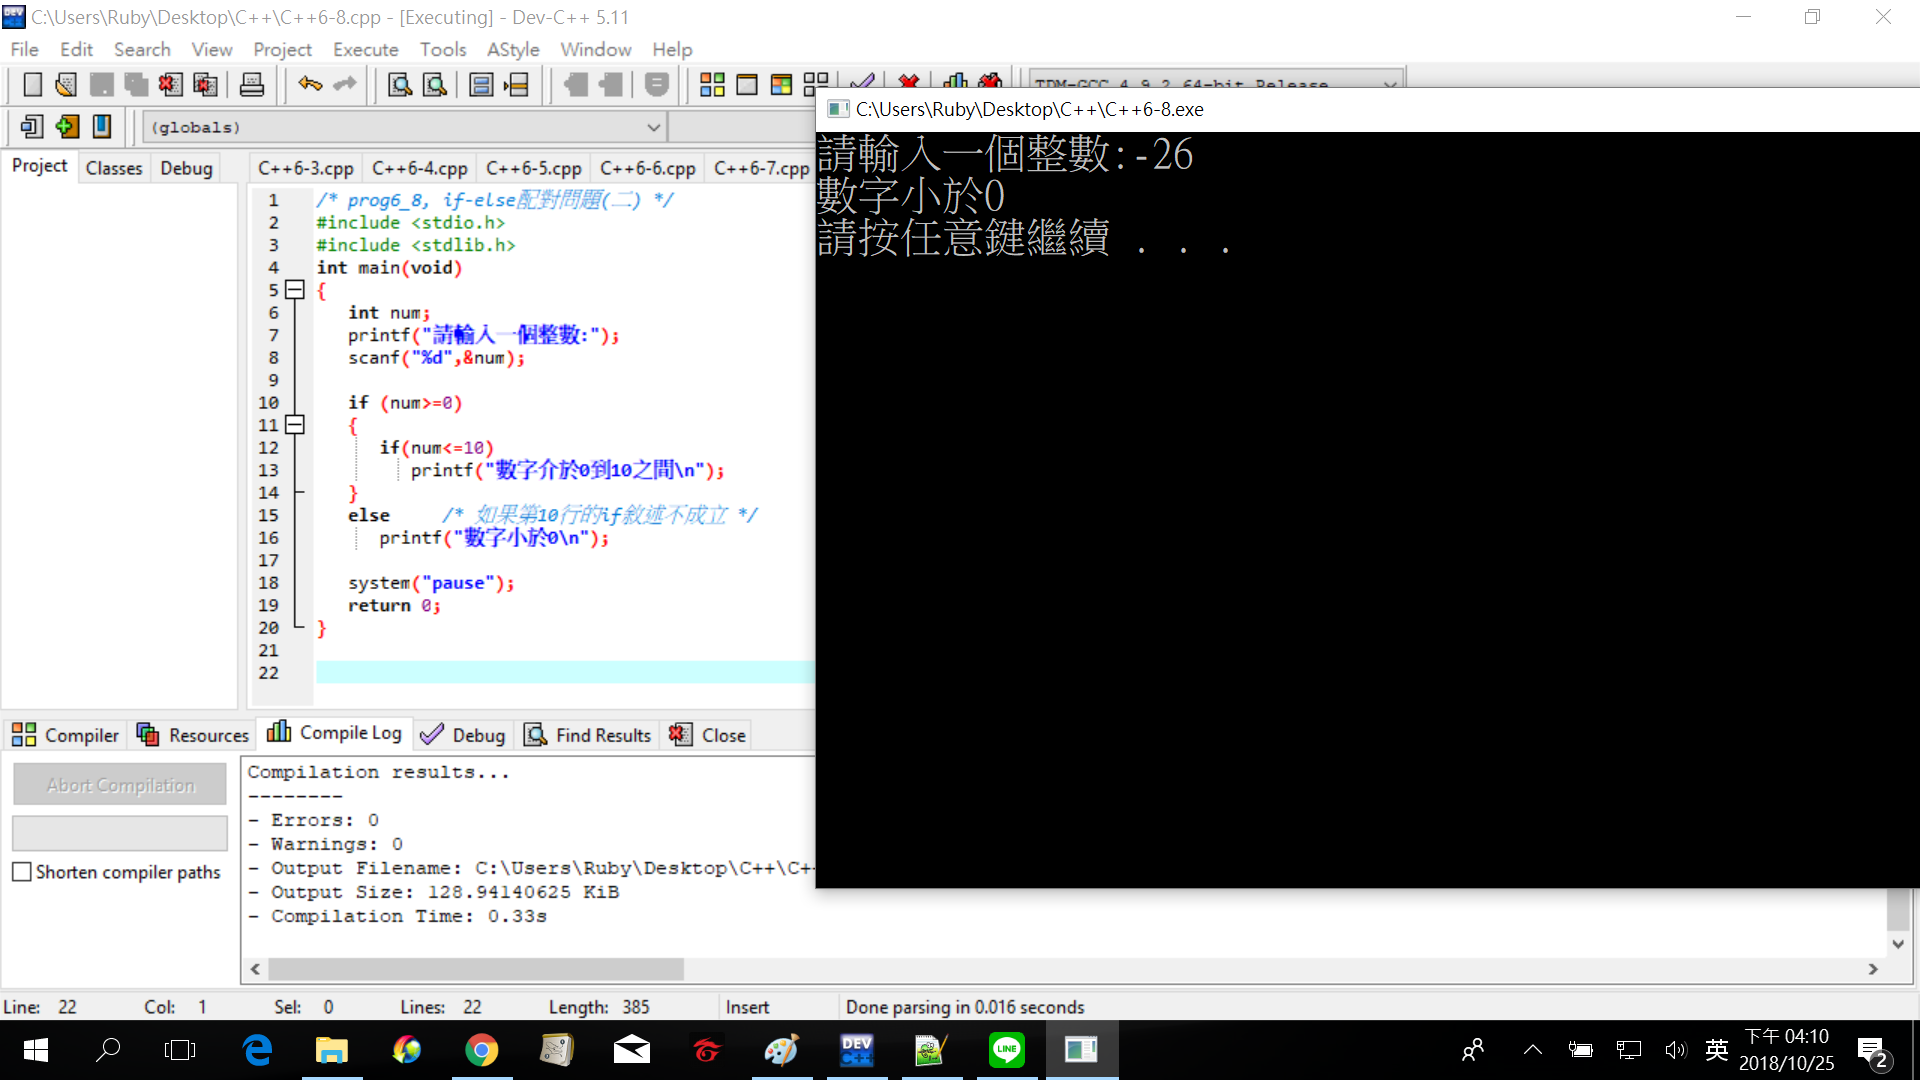 C:\Users\Ruby\Desktop\C++\C++6-8.cpp - [Executing] - Dev-C++ 5.11
File Edit Search View Project Execute Tools AStyle Window Help
TDM-GCC 4.9.2 64-bit Release
(globals)
Project Classes Debug
C++6-3.cpp C++6-4.cpp C++6-5.cpp C++6-6.cpp C++6-7.cpp
1 /* prog6_8, if-else配對問題(二) */
2 #include <stdio.h>
3 #include <stdlib.h>
4 int main(void)
5 {
6 int num;
7 printf("請輸入一個整數:");
8 scanf("%d",&num);
9
10 if (num>=0)
11 {
12 if(num<=10)
13 printf("數字介於0到10之間\n");
14 }
15 else /* 如果第10行的if敘述不成立 */
16 printf("數字小於0\n");
17
18 system("pause");
19 return 0;
20 }
21
22
C:\Users\Ruby\Desktop\C++\C++6-8.exe
請輸入一個整數:-26
數字小於0
請按任意鍵繼續 . . .
Compiler Resources Compile Log Debug Find Results Close
Abort Compilation
Shorten compiler paths
Compilation results...
--------
- Errors: 0
- Warnings: 0
- Output Filename: C:\Users\Ruby\Desktop\C++\C+
- Output Size: 128.94140625 KiB
- Compilation Time: 0.33s
Line: 22 Col: 1 Sel: 0 Lines: 22 Length: 385 Insert Done parsing in 0.016 seconds
DEV C++
LINE
英
下午 04:10
2018/10/25
2